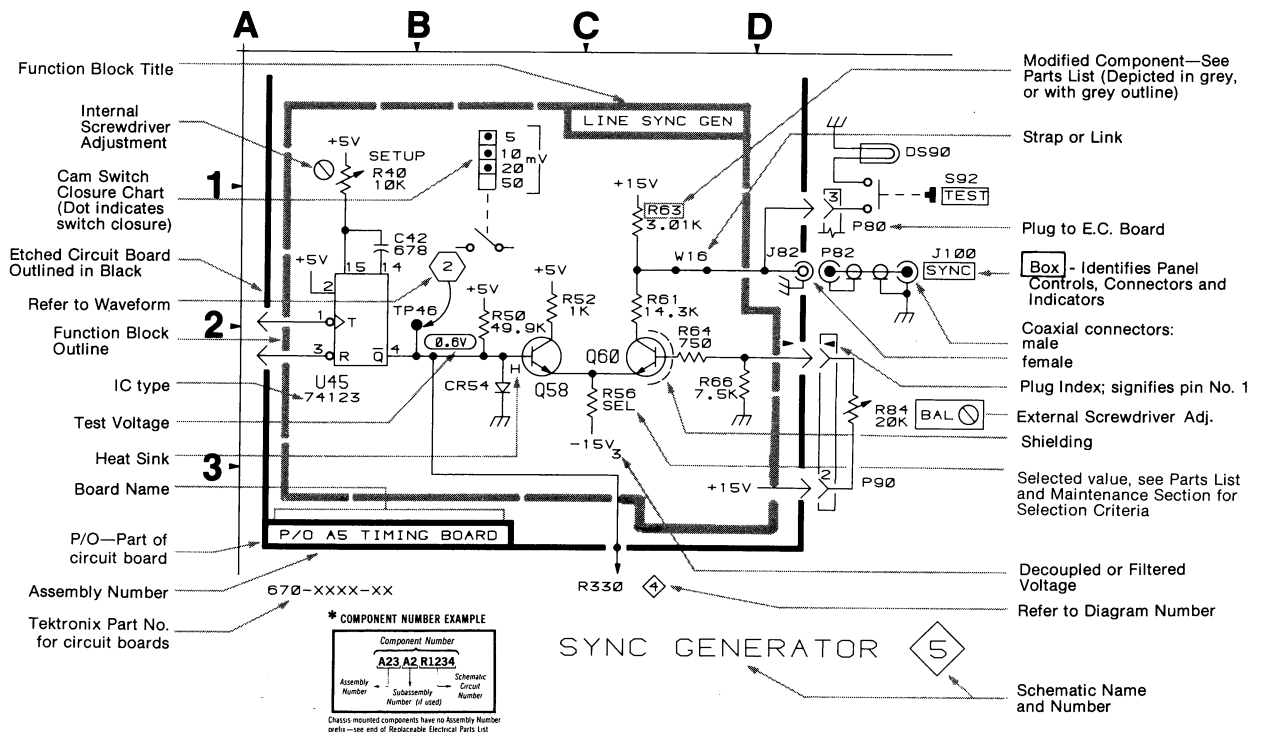 A
B
C
D
1
2
3
Function Block Title
Internal
Screwdriver
Adjustment
Cam Switch
Closure Chart
(Dot indicates
switch closure)
Etched Circuit Board
Outlined in Black
Refer to Waveform
Function Block
Outline
IC type
Test Voltage
Heat Sink
Board Name
P/O—Part of
circuit board
Assembly Number
Tektronix Part No.
for circuit boards
LINE SYNC GEN
+5V
SETUP
R40
10K
5
10
20
50
mV
C42
678
+5V
15
14
2
1
T
3
R
Q̅
4
U45
74123
2
TP46
0.6V
+5V
R50
49.9K
CR54
H
+5V
R52
1K
Q58
Q60
R56
SEL
-15V
3
+15V
R63
3.01K
W16
R61
14.3K
R64
750
R66
7.5K
+15V
DS90
S92
TEST
3
P80
J82
P82
J100
SYNC
R84
20K
BAL
2
P90
P/O A5 TIMING BOARD
670-XXXX-XX
R330
4
SYNC GENERATOR
5
* COMPONENT NUMBER EXAMPLE
Component Number
A23 A2 R1234
Assembly
Number
Subassembly
Number (if used)
Schematic
Circuit
Number
Chassis-mounted components have no Assembly Number
prefix—see end of Replaceable Electrical Parts List
Modified Component—See
Parts List (Depicted in grey,
or with grey outline)
Strap or Link
Plug to E.C. Board
Box - Identifies Panel
Controls, Connectors and
Indicators
Coaxial connectors:
male
female
Plug Index; signifies pin No. 1
External Screwdriver Adj.
Shielding
Selected value, see Parts List
and Maintenance Section for
Selection Criteria
Decoupled or Filtered
Voltage
Refer to Diagram Number
Schematic Name
and Number